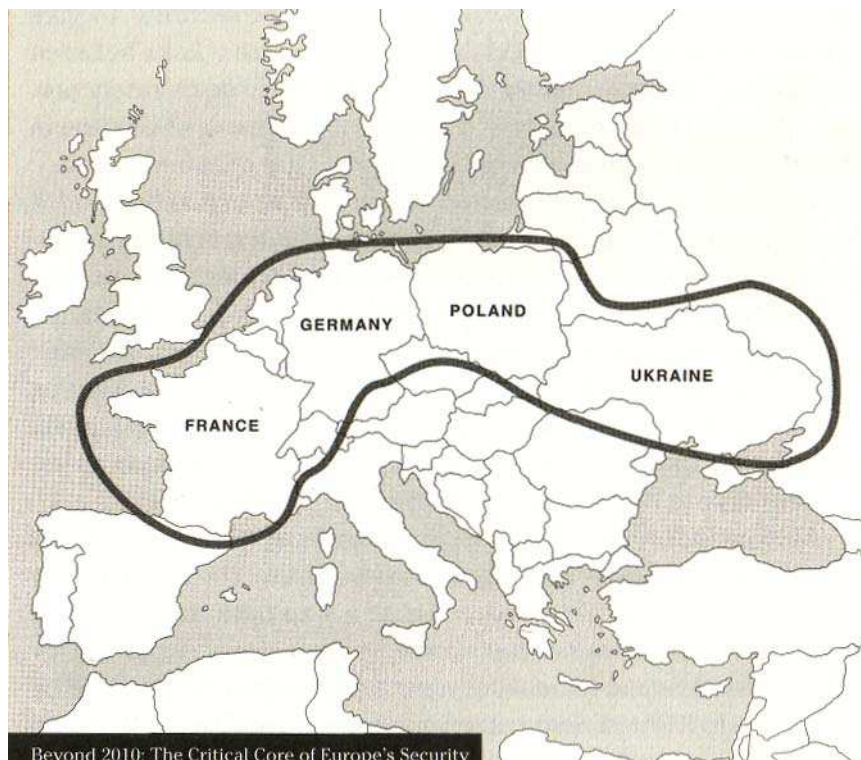 POLAND
GERMANY
UKRAINE
FRANCE
Beyond 2010: The Critical Core of Europe's Security